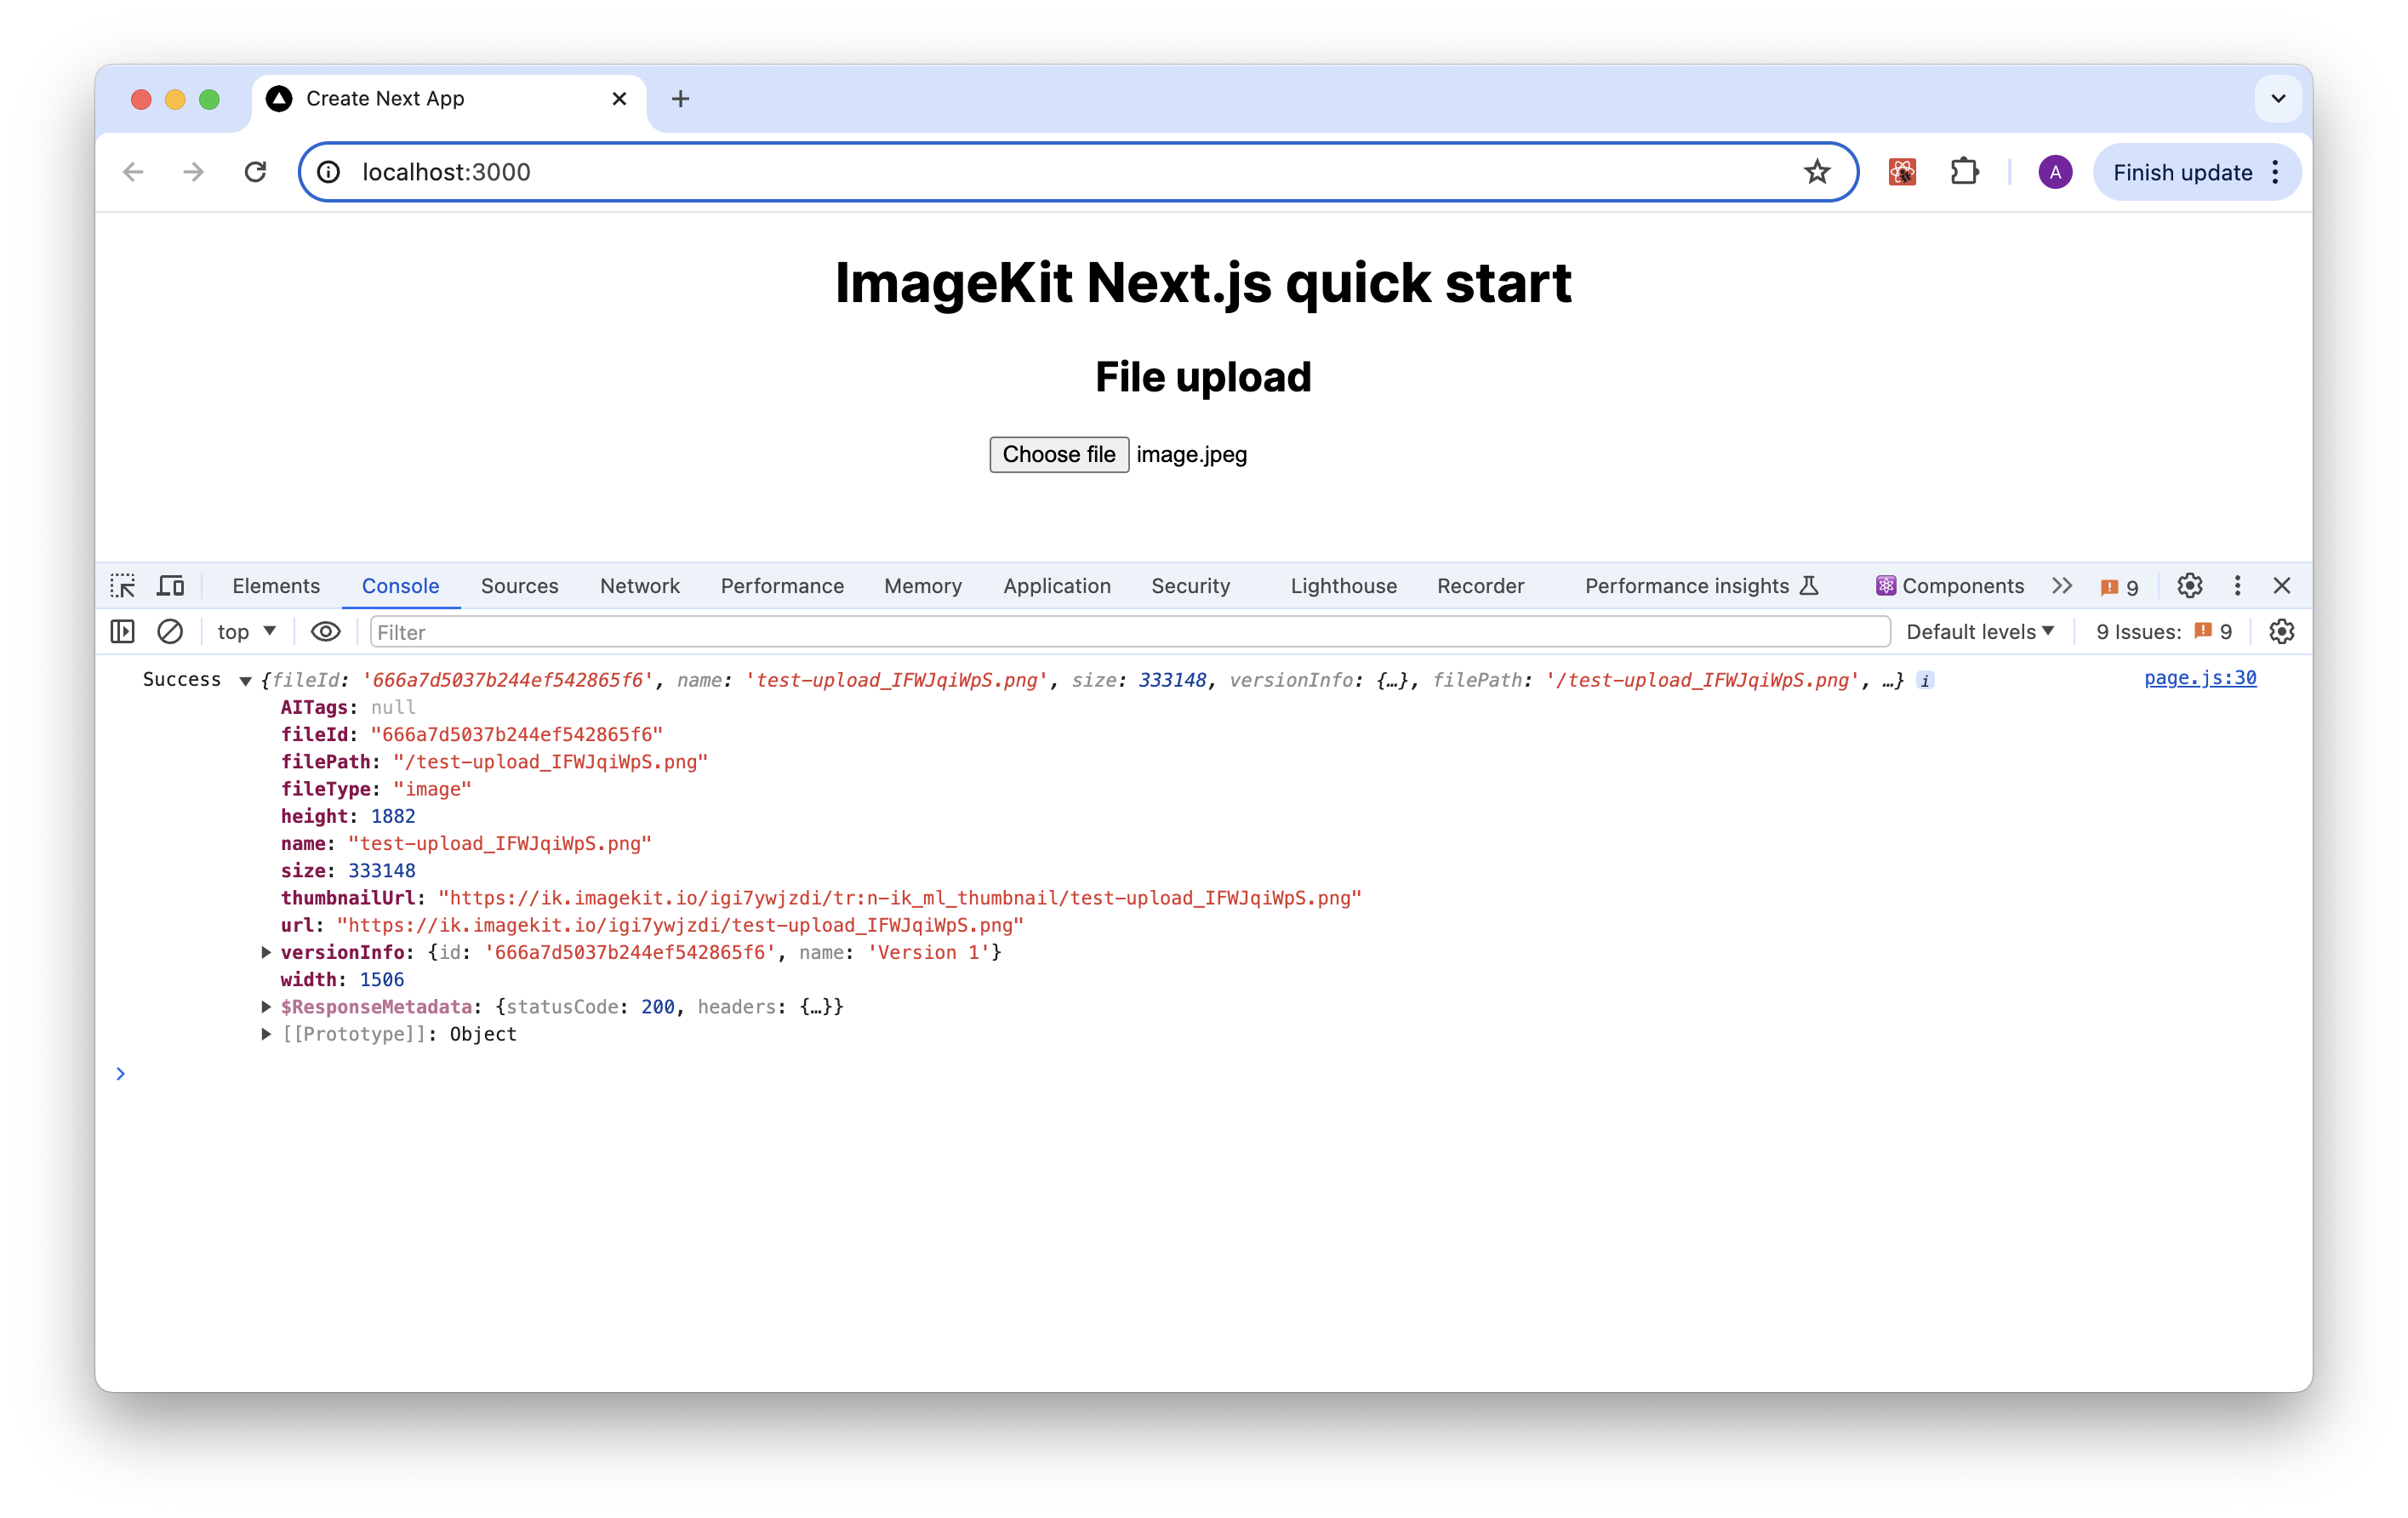 Create Next App
localhost:3000
A
Finish update
ImageKit Next.js quick start
File upload
Choose file image.jpeg
Elements Console Sources Network Performance Memory Application Security Lighthouse Recorder Performance insights Components 9
top Filter Default levels 9 Issues: 9
Success {fileId: '666a7d5037b244ef542865f6', name: 'test-upload_IFWJqiWpS.png', size: 333148, versionInfo: {…}, filePath: '/test-upload_IFWJqiWpS.png', …} i page.js:30
AITags: null
fileId: "666a7d5037b244ef542865f6"
filePath: "/test-upload_IFWJqiWpS.png"
fileType: "image"
height: 1882
name: "test-upload_IFWJqiWpS.png"
size: 333148
thumbnailUrl: "https://ik.imagekit.io/igi7ywjzdi/tr:n-ik_ml_thumbnail/test-upload_IFWJqiWpS.png"
url: "https://ik.imagekit.io/igi7ywjzdi/test-upload_IFWJqiWpS.png"
versionInfo: {id: '666a7d5037b244ef542865f6', name: 'Version 1'}
width: 1506
$ResponseMetadata: {statusCode: 200, headers: {…}}
[[Prototype]]: Object